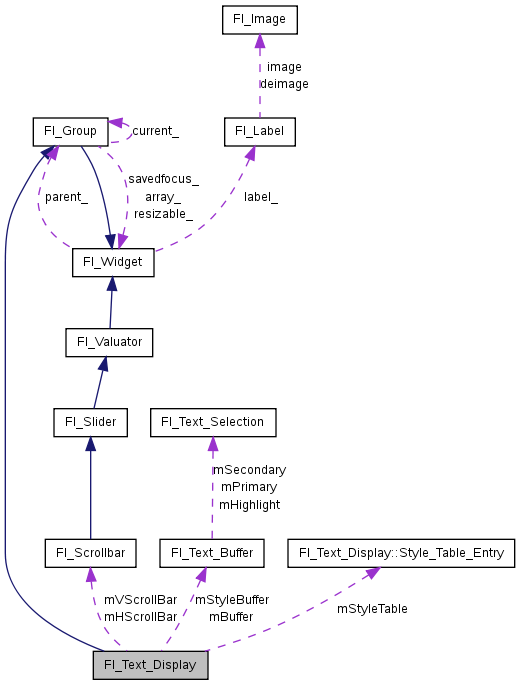 Fl_Image
image
deimage
Fl_Group
current_
Fl_Label
savedfocus_
array_
resizable_
parent_
label_
Fl_Widget
Fl_Valuator
Fl_Slider
Fl_Text_Selection
mSecondary
mPrimary
mHighlight
Fl_Scrollbar
Fl_Text_Buffer
Fl_Text_Display::Style_Table_Entry
mVScrollBar
mHScrollBar
mStyleBuffer
mBuffer
mStyleTable
Fl_Text_Display